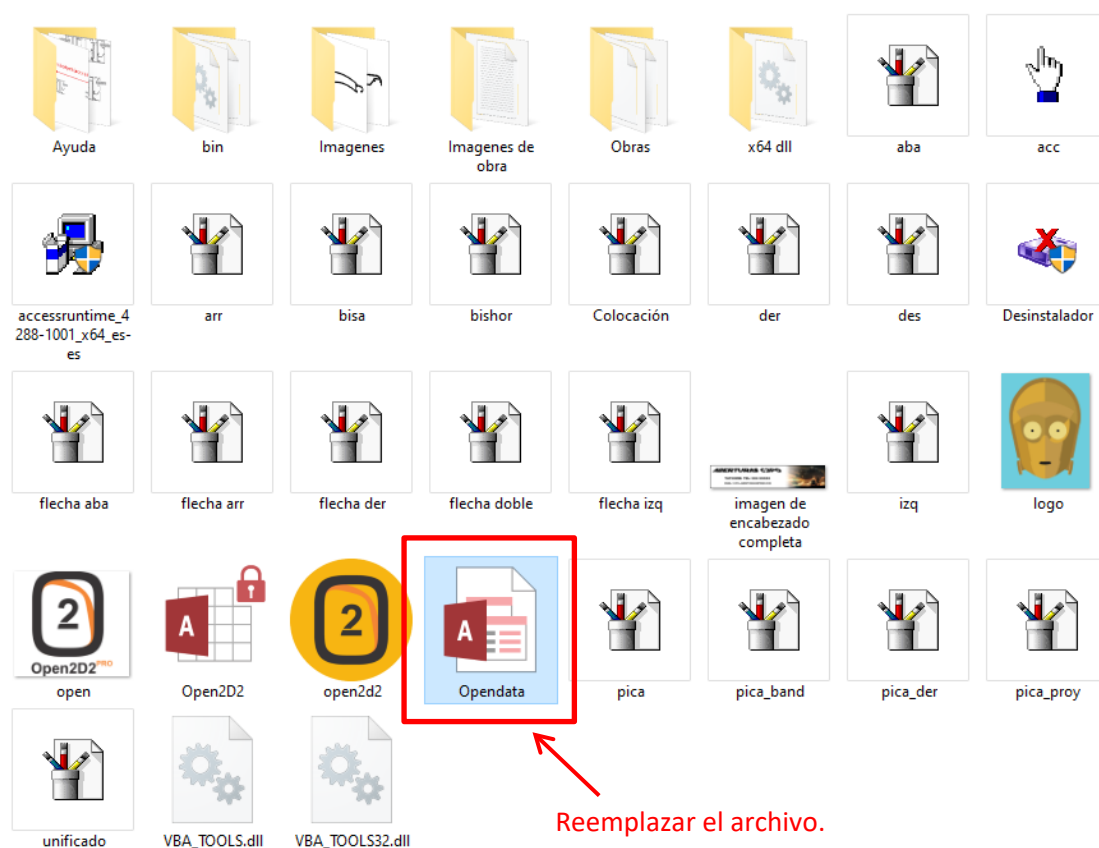 Ayuda
bin
Imagenes
Imagenes de
obra
Obras
x64 dll
aba
acc
accessruntime_4
288-1001_x64_es-
es
arr
bisa
bishor
Colocación
der
des
Desinstalador
flecha aba
flecha arr
flecha der
flecha doble
flecha izq
imagen de
encabezado
completa
izq
logo
2
Open2D2PRO
open
A
Open2D2
2
open2d2
A
Opendata
pica
pica_band
pica_der
pica_proy
unificado
VBA_TOOLS.dll
VBA_TOOLS32.dll
Reemplazar el archivo.